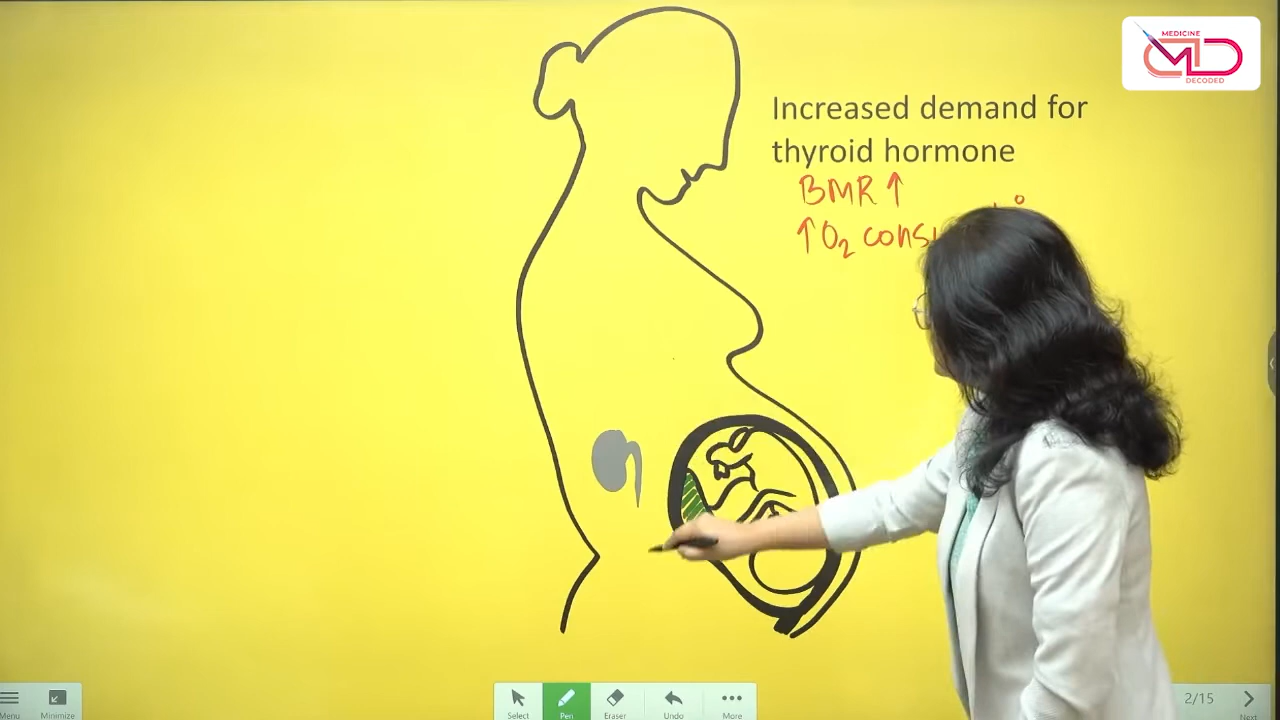 MEDICINE
MD
DECODED
Increased demand for
thyroid hormone
BMR ↑
↑ O₂
2/15
Menu
Minimize
Select
Pen
Eraser
Undo
More
Next